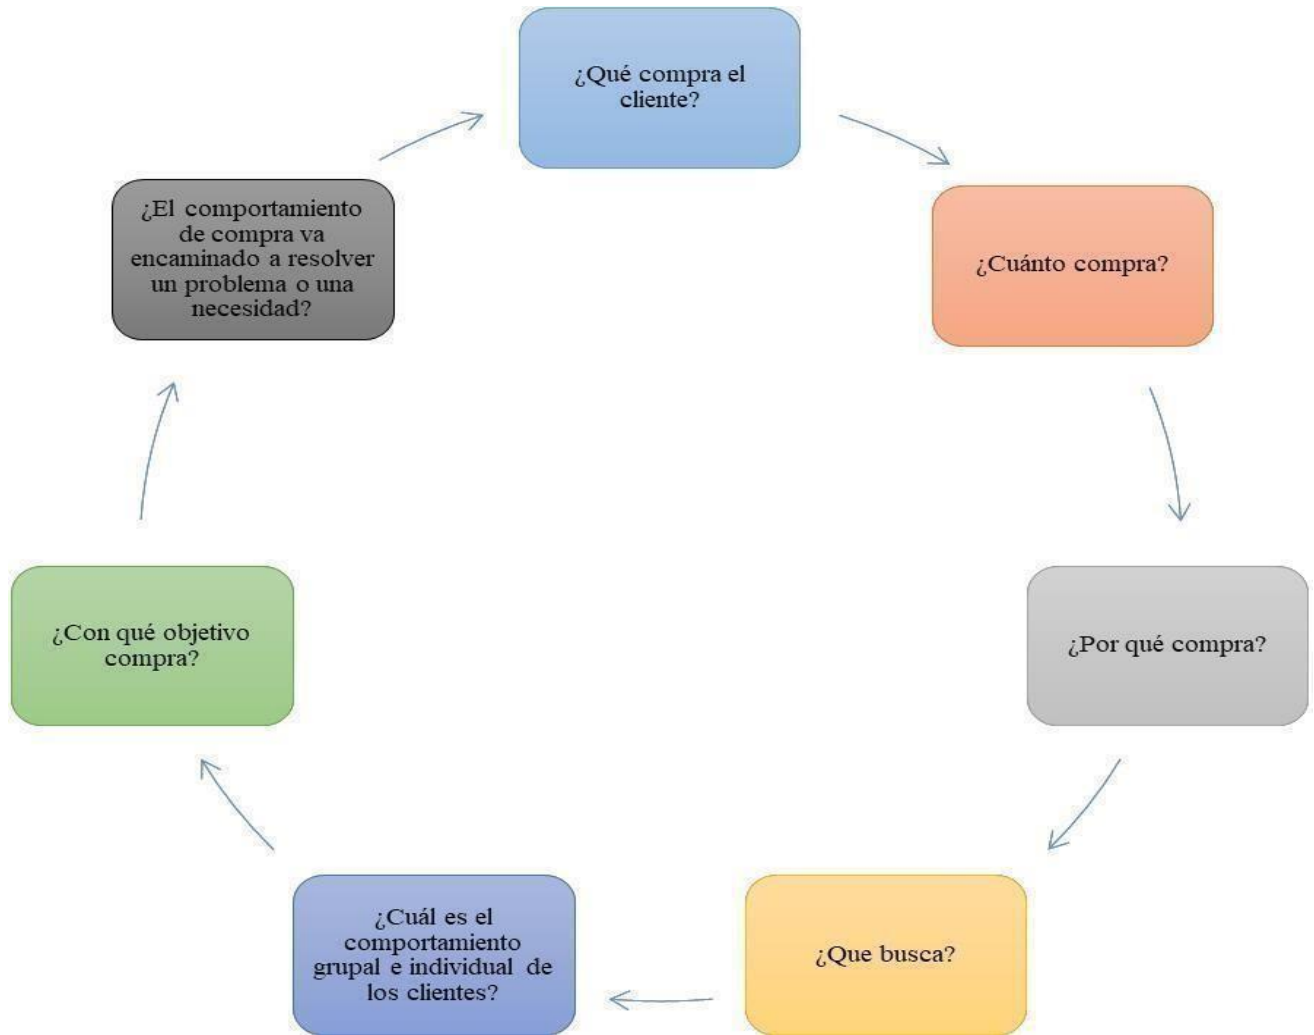 ¿Qué compra el
cliente?
¿Cuánto compra?
¿Por qué compra?
¿Que busca?
¿Cuál es el
comportamiento
grupal e individual de
los clientes?
¿Con qué objetivo
compra?
¿El comportamiento
de compra va
encaminado a resolver
un problema o una
necesidad?